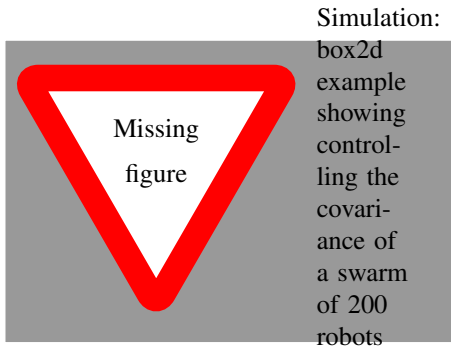 Missing
figure
Simulation:
box2d
example
showing
control-
ling the
covari-
ance of
a swarm
of 200
robots